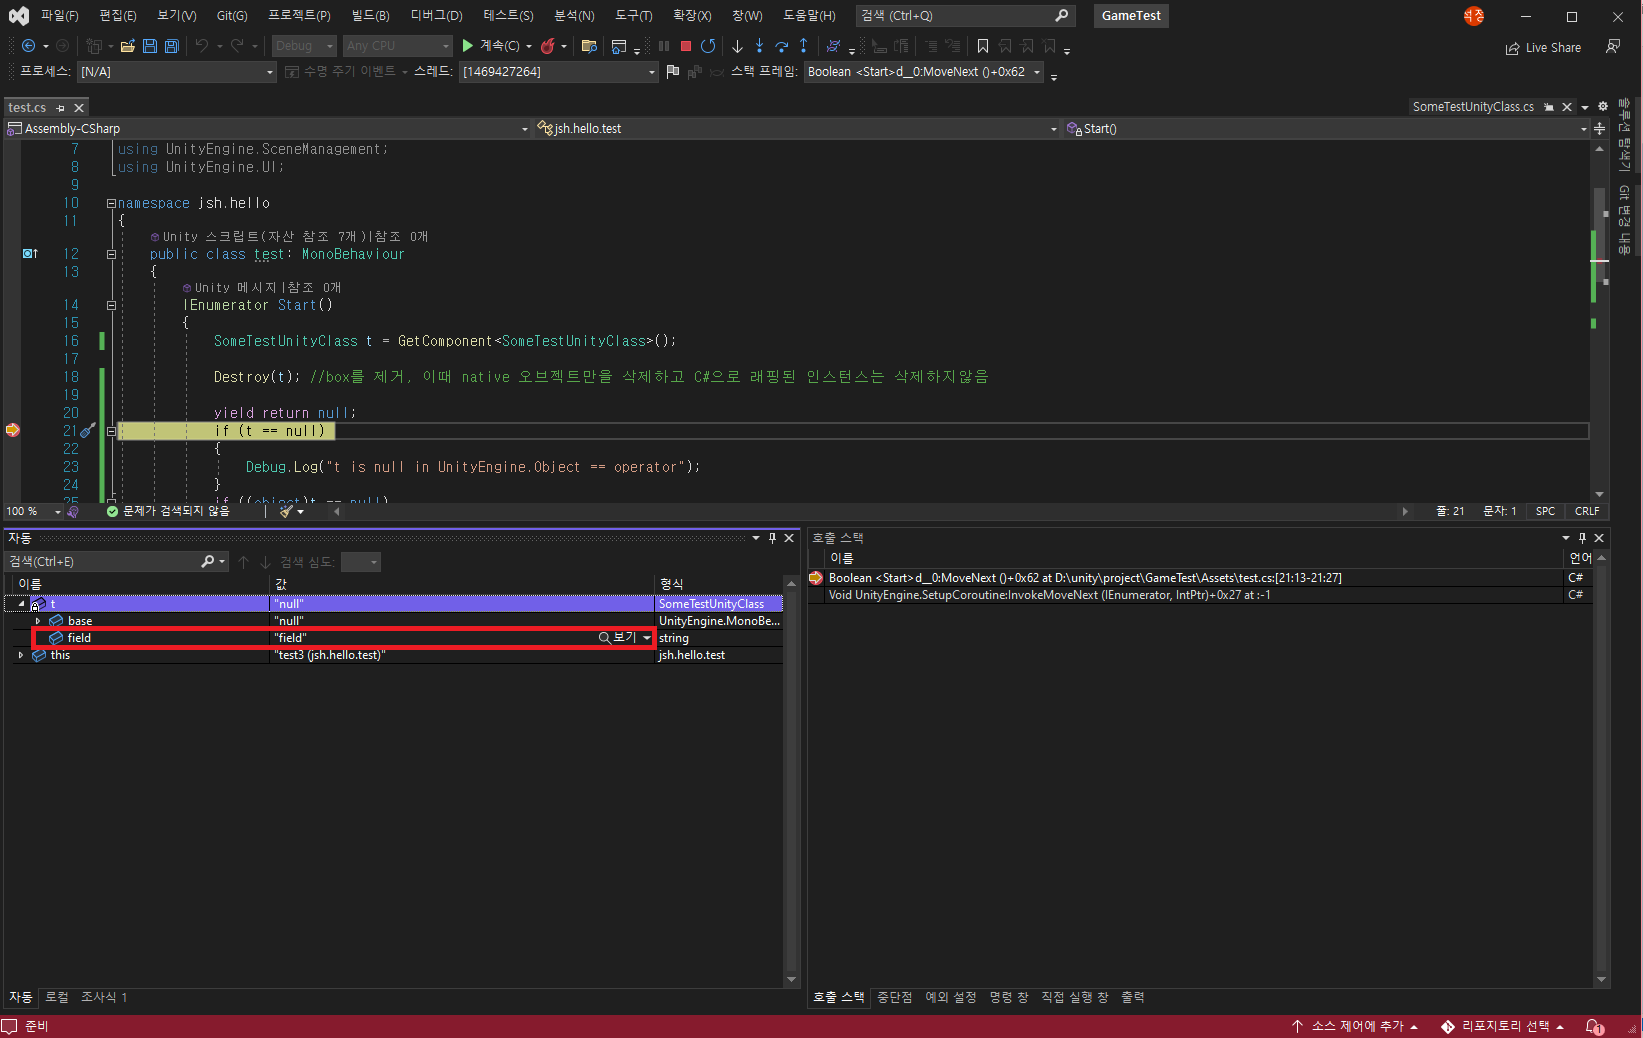 파일(F) 편집(E) 보기(V) Git(G) 프로젝트(P) 빌드(B) 디버그(D) 테스트(S) 분석(N) 도구(T) 확장(X) 창(W) 도움말(H) 검색 (Ctrl+Q) GameTest 석장
Debug Any CPU 계속(C) Live Share
프로세스: [N/A] 수명 주기 이벤트 스레드: [1469427264] 스택 프레임: Boolean <Start>d__0:MoveNext ()+0x62
test.cs SomeTestUnityClass.cs
Assembly-CSharp jsh.hello.test Start()
7 using UnityEngine.SceneManagement;
8 using UnityEngine.UI;
9
10 namespace jsh.hello
11 {
Unity 스크립트(자산 참조 7개)|참조 0개
12 public class test: MonoBehaviour
13 {
Unity 메시지|참조 0개
14 IEnumerator Start()
15 {
16 SomeTestUnityClass t = GetComponent<SomeTestUnityClass>();
17
18 Destroy(t); //box를 제거, 이때 native 오브젝트만을 삭제하고 C#으로 래핑된 인스턴스는 삭제하지않음
19
20 yield return null;
21 if (t == null)
22 {
23 Debug.Log("t is null in UnityEngine.Object == operator");
24 }
25 if ((object)t == null)
100 % 문제가 검색되지 않음 줄: 21 문자: 1 SPC CRLF
솔루션 탐색기
Git 변경 내용
자동
검색(Ctrl+E) 검색 심도:
이름 값 형식
t "null" SomeTestUnityClass
base "null" UnityEngine.MonoBe...
field "field" 보기 string
this "test3 (jsh.hello.test)" jsh.hello.test
자동 로컬 조사식 1
호출 스택
이름 언어
Boolean <Start>d__0:MoveNext ()+0x62 at D:\unity\project\GameTest\Assets\test.cs:[21:13-21:27] C#
Void UnityEngine.SetupCoroutine:InvokeMoveNext (IEnumerator, IntPtr)+0x27 at :-1 C#
호출 스택 중단점 예외 설정 명령 창 직접 실행 창 출력
준비 소스 제어에 추가 리포지토리 선택 1